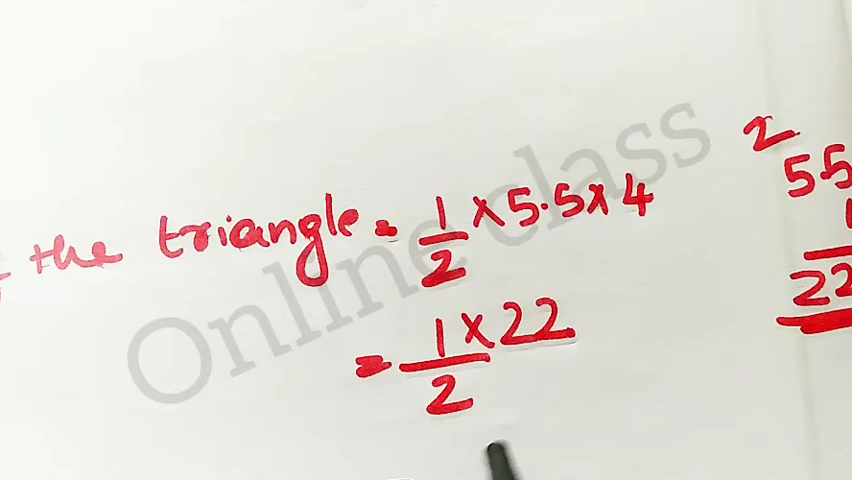 the triangle = 1/2 × 5.5 × 4
= 1/2 × 22
2
5.5
22
Online class